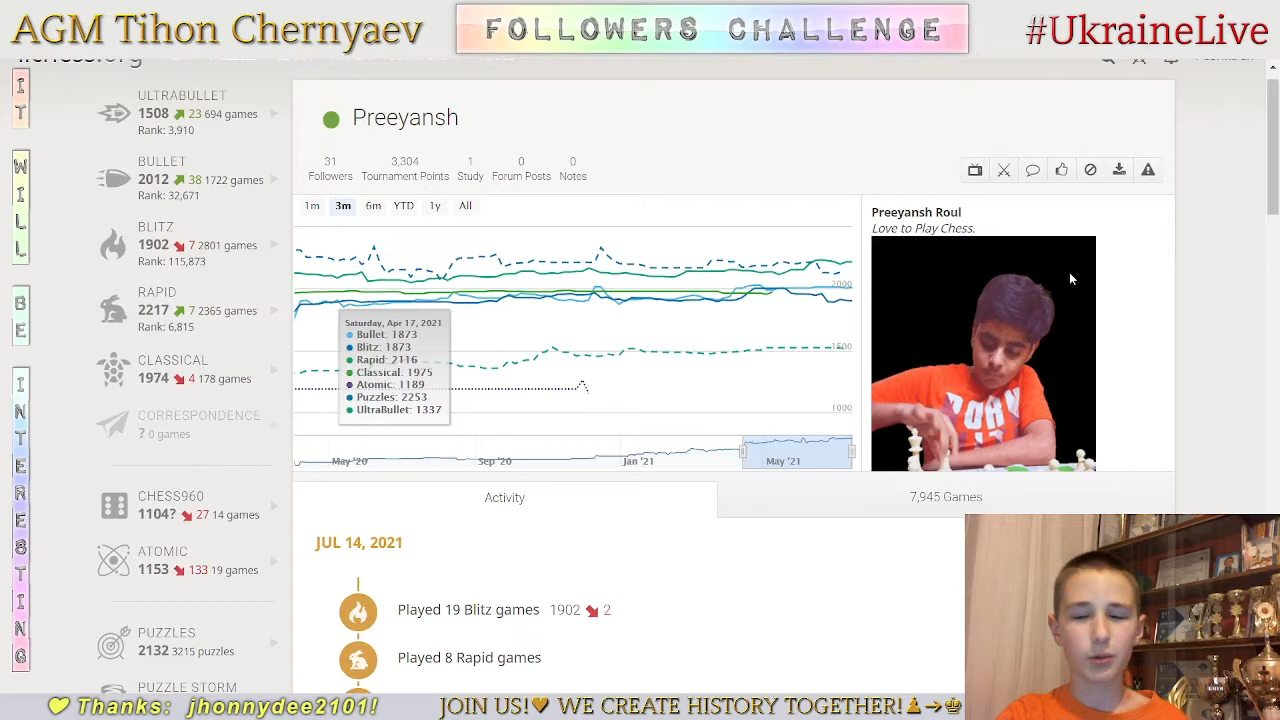 AGM Tihon Chernyaev
FOLLOWERS CHALLENGE
#UkraineLive
IT
WILL
BE
INTERESTING
ULTRABULLET
1508 23 694 games
Rank: 3,910
BULLET
2012 38 1722 games
Rank: 32,671
BLITZ
1902 7 2801 games
Rank: 115,873
RAPID
2217 7 2365 games
Rank: 6,815
CLASSICAL
1974 4 178 games
CORRESPONDENCE
? 0 games
CHESS960
1104? 27 14 games
ATOMIC
1153 133 19 games
PUZZLES
2132 3215 puzzles
PUZZLE STORM
Preeyansh
31 3,304 1 0 0
Followers Tournament Points Study Forum Posts Notes
1m 3m 6m YTD 1y All
2000
1500
1000
Saturday, Apr 17, 2021
Bullet: 1873
Blitz: 1873
Rapid: 2116
Classical: 1975
Atomic: 1189
Puzzles: 2253
UltraBullet: 1337
May '20 Sep '20 Jan '21 May '21
Preeyansh Roul
Love to Play Chess.
Activity 7,945 Games
JUL 14, 2021
Played 19 Blitz games 1902 2
Played 8 Rapid games
Thanks: jhonnydee2101!
JOIN US! WE CREATE HISTORY TOGETHER!